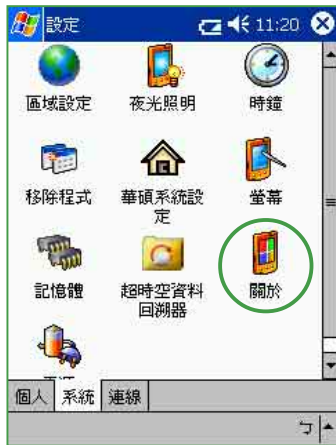 設定 11:20
區域設定 夜光照明 時鐘
移除程式 華碩系統設 螢幕
定
記憶體 超時空資料 關於
回溯器
個人 系統 連線
ㄅ